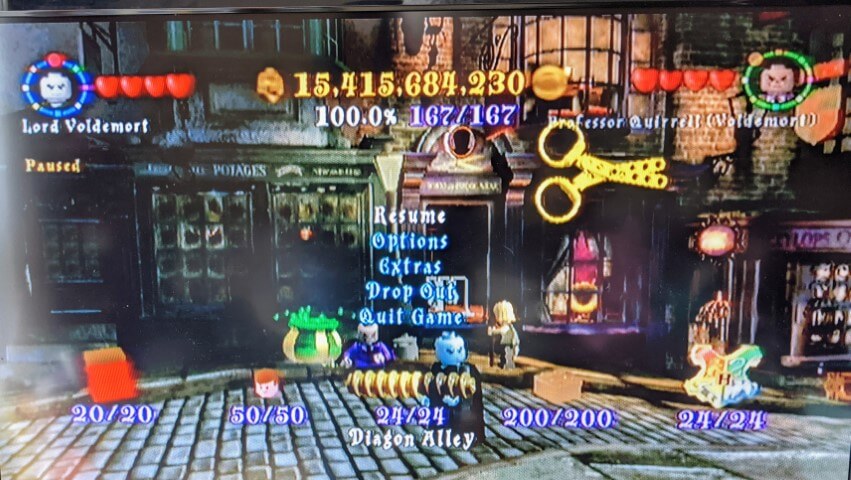 15,415,684,230
100.0% 167/167
Lord Voldemort
Professor Quirrell (Voldemort)
Paused
POTAGES
Resume
Options
Extras
Drop Out
Quit Game
20/20 50/50 24/24 200/200 24/24
Diagon Alley